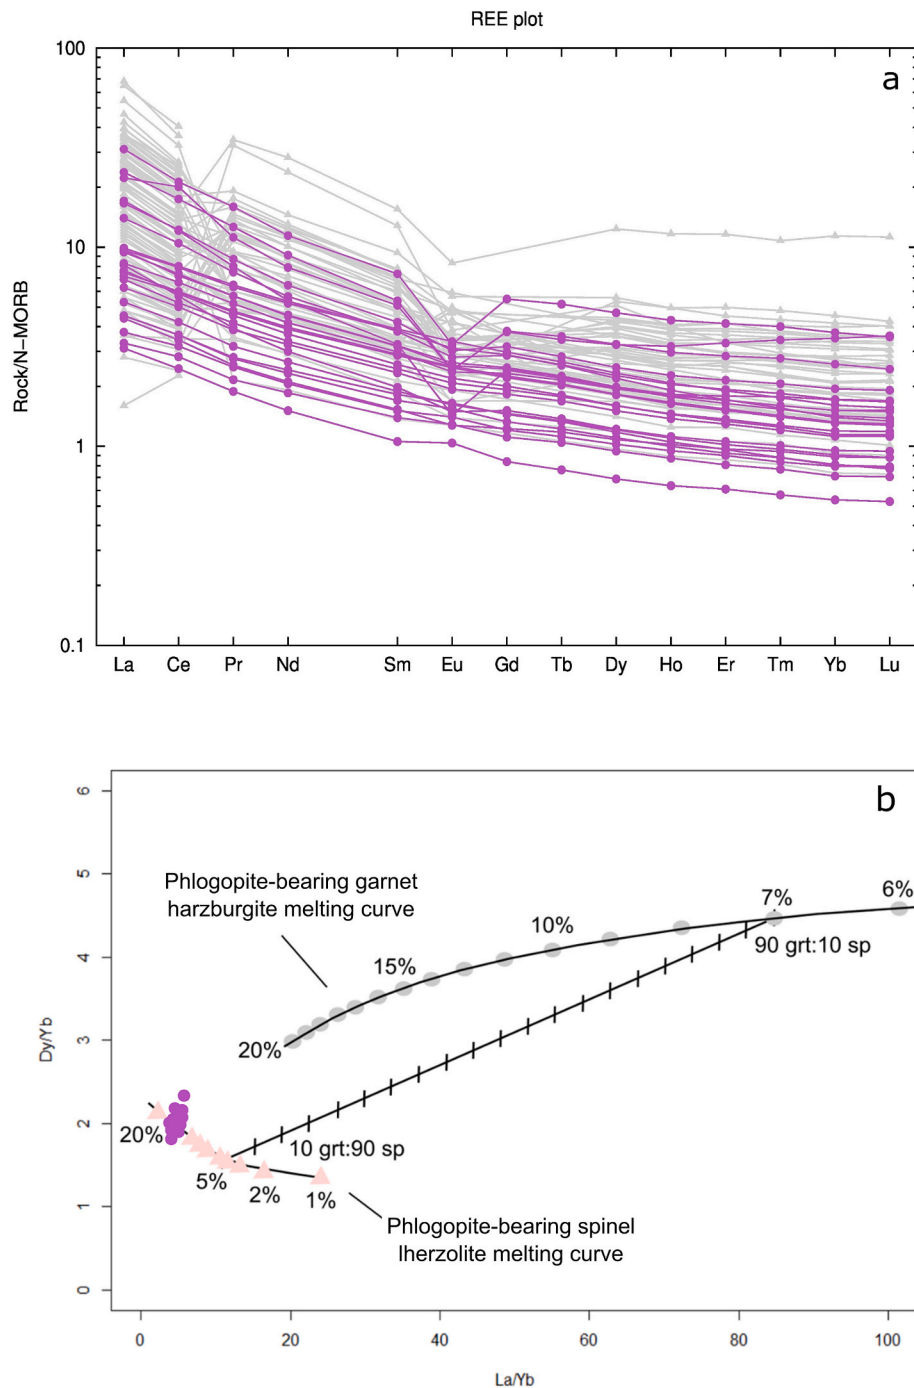 REE plot
a
100
10
1
0.1
Rock/N−MORB
La Ce Pr Nd Sm Eu Gd Tb Dy Ho Er Tm Yb Lu
b
6
5
4
3
2
1
0
Dy/Yb
Phlogopite-bearing garnet
harzburgite melting curve
6%
7%
10%
90 grt:10 sp
15%
20%
20%
10 grt:90 sp
5%
2%
1%
Phlogopite-bearing spinel
lherzolite melting curve
0 20 40 60 80 100
La/Yb